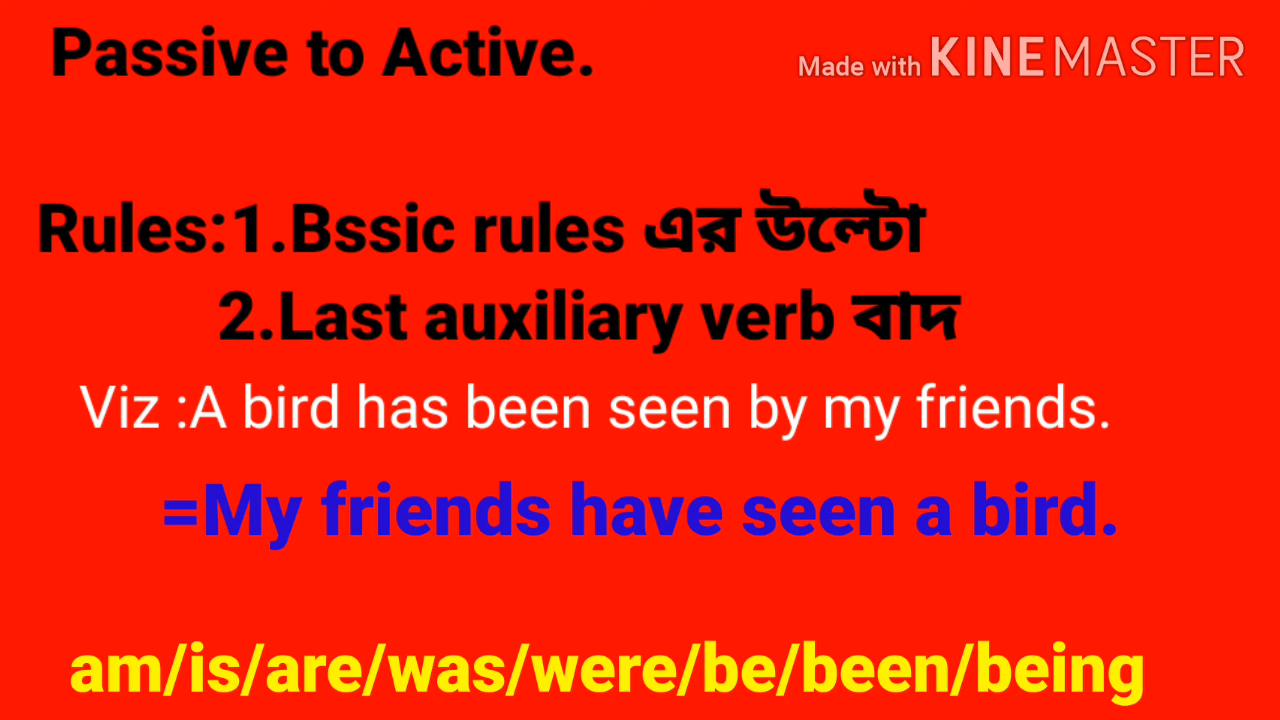 Passive to Active.
Made with KINEMASTER
Rules:1.Bssic rules এর উল্টো
2.Last auxiliary verb বাদ
Viz :A bird has been seen by my friends.
=My friends have seen a bird.
am/is/are/was/were/be/been/being